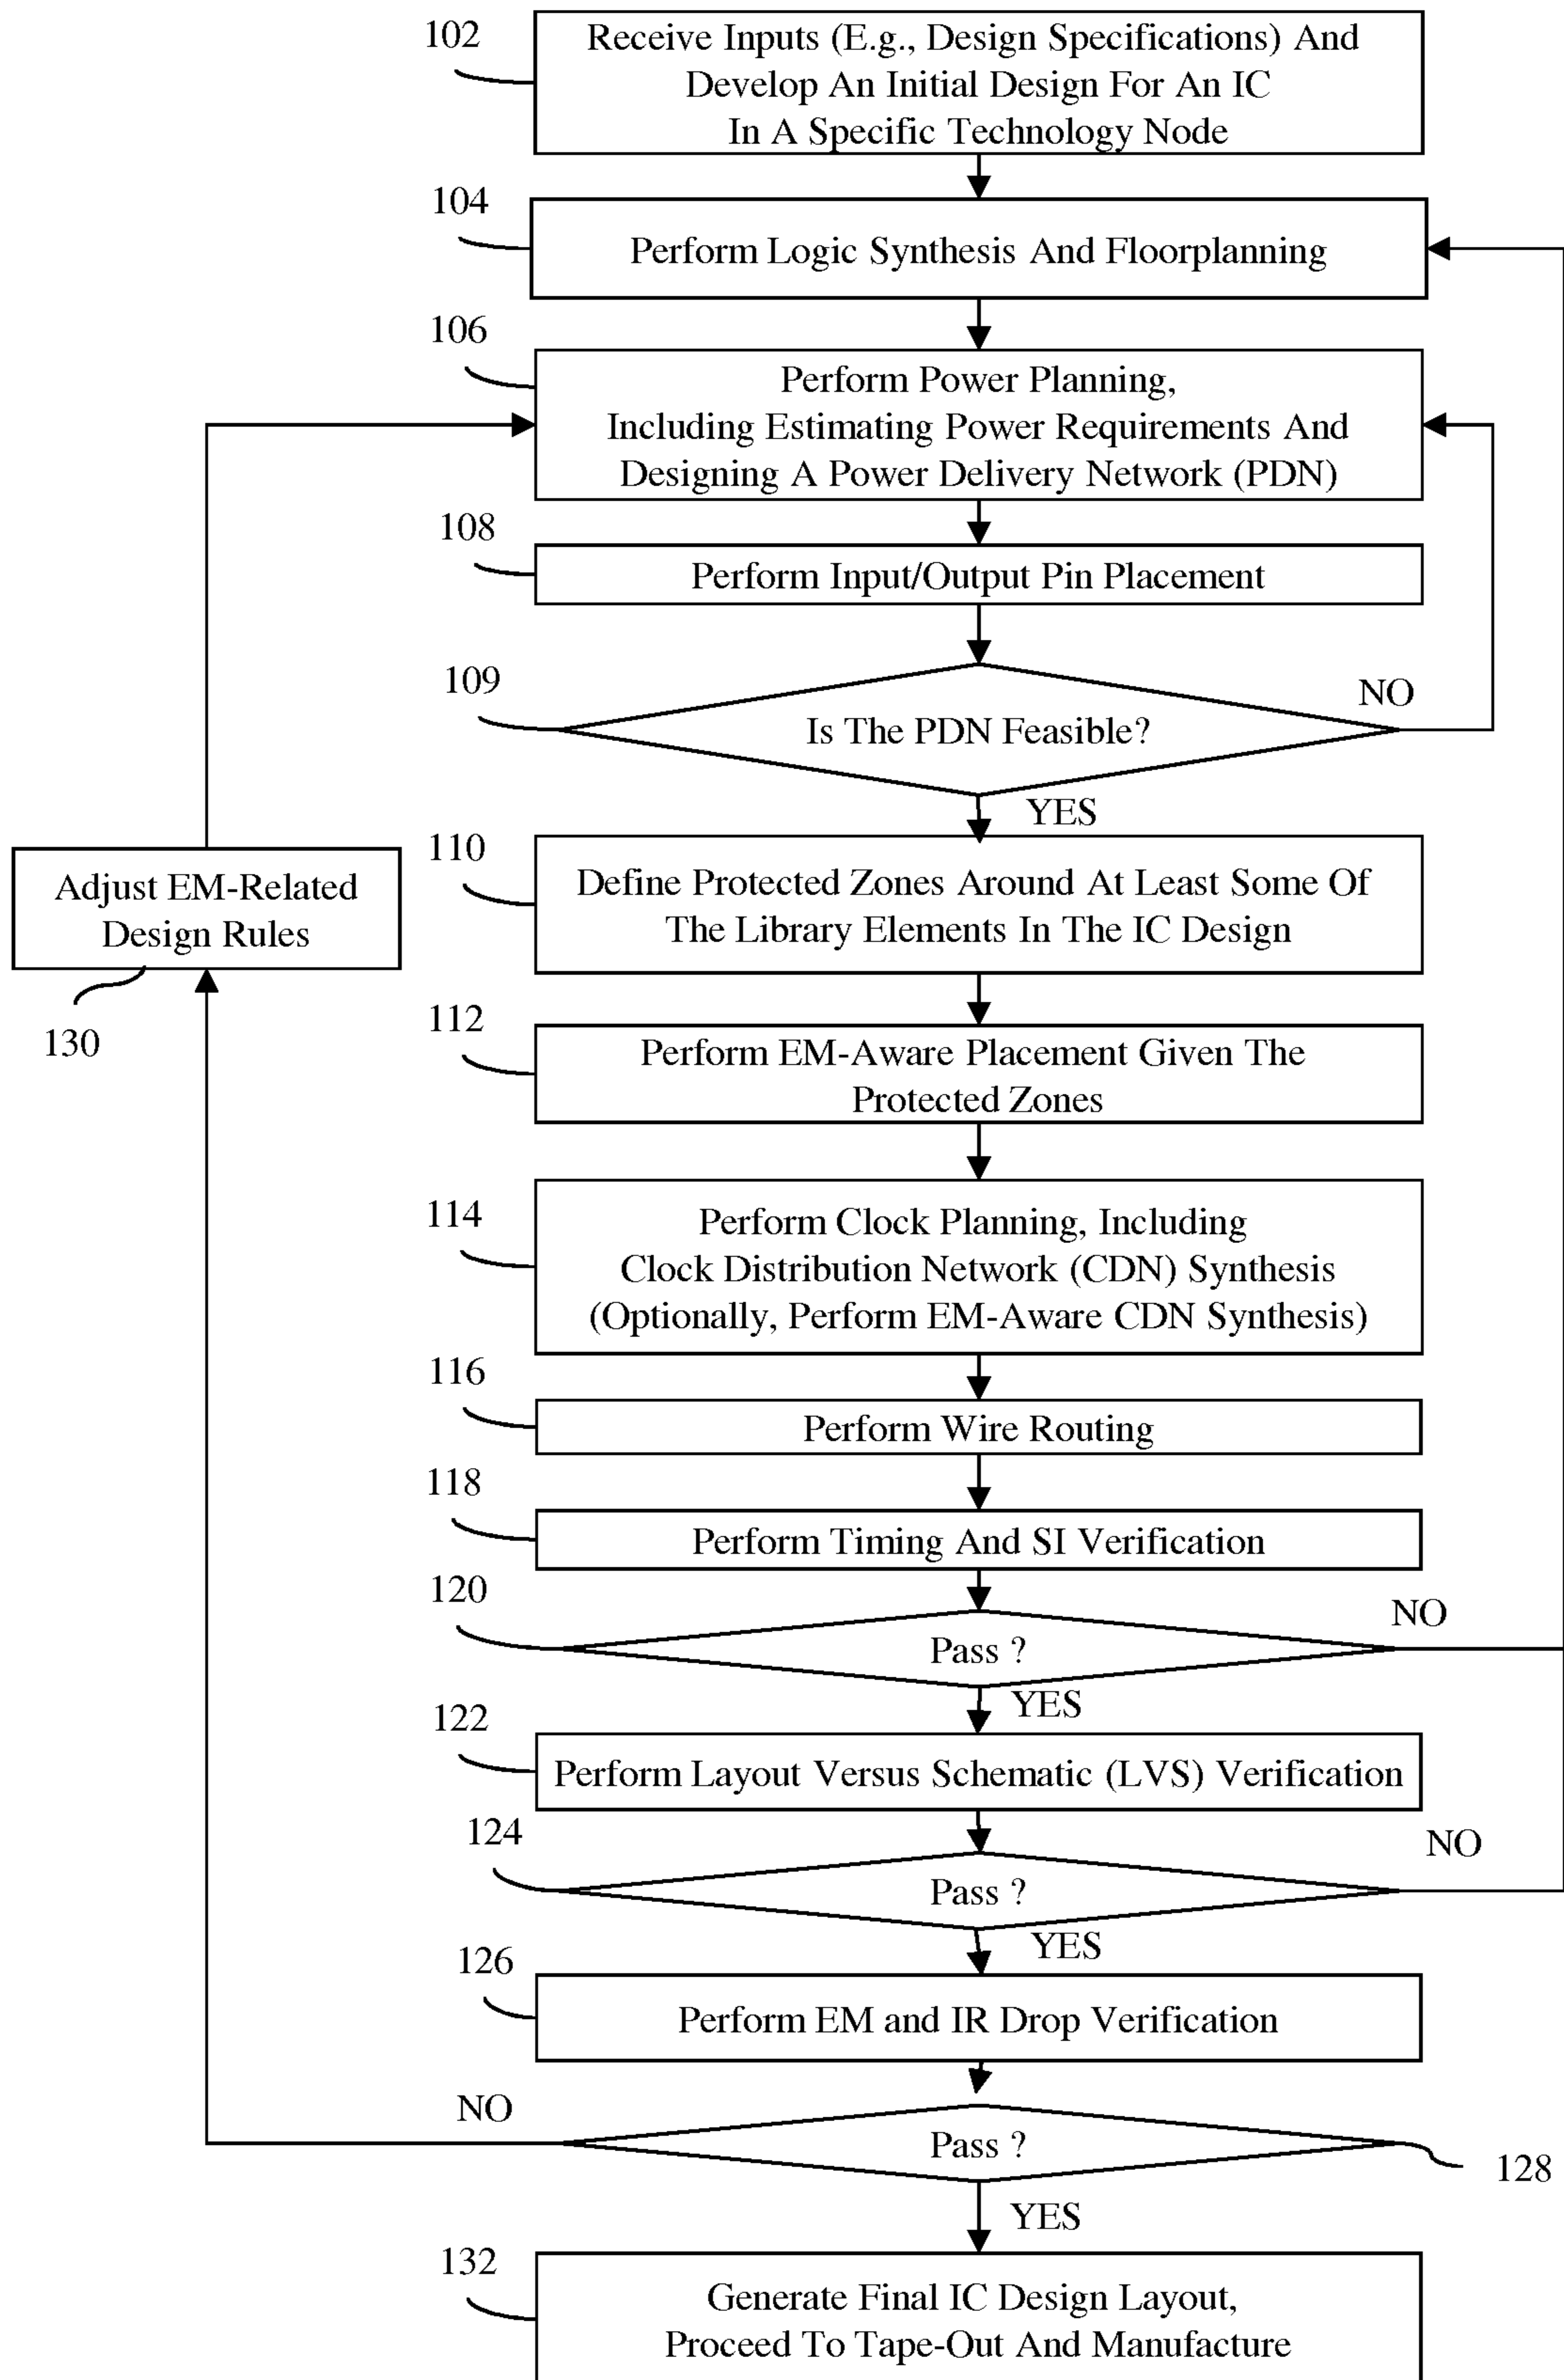 102
Receive Inputs (E.g., Design Specifications) And
Develop An Initial Design For An IC
In A Specific Technology Node
104
Perform Logic Synthesis And Floorplanning
106
Perform Power Planning,
Including Estimating Power Requirements And
Designing A Power Delivery Network (PDN)
108
Perform Input/Output Pin Placement
109
Is The PDN Feasible?
NO
YES
110
Define Protected Zones Around At Least Some Of
The Library Elements In The IC Design
Adjust EM-Related
Design Rules
130
112
Perform EM-Aware Placement Given The
Protected Zones
114
Perform Clock Planning, Including
Clock Distribution Network (CDN) Synthesis
(Optionally, Perform EM-Aware CDN Synthesis)
116
Perform Wire Routing
118
Perform Timing And SI Verification
120
Pass ?
NO
YES
122
Perform Layout Versus Schematic (LVS) Verification
124
Pass ?
NO
YES
126
Perform EM and IR Drop Verification
NO
Pass ?
128
YES
132
Generate Final IC Design Layout,
Proceed To Tape-Out And Manufacture